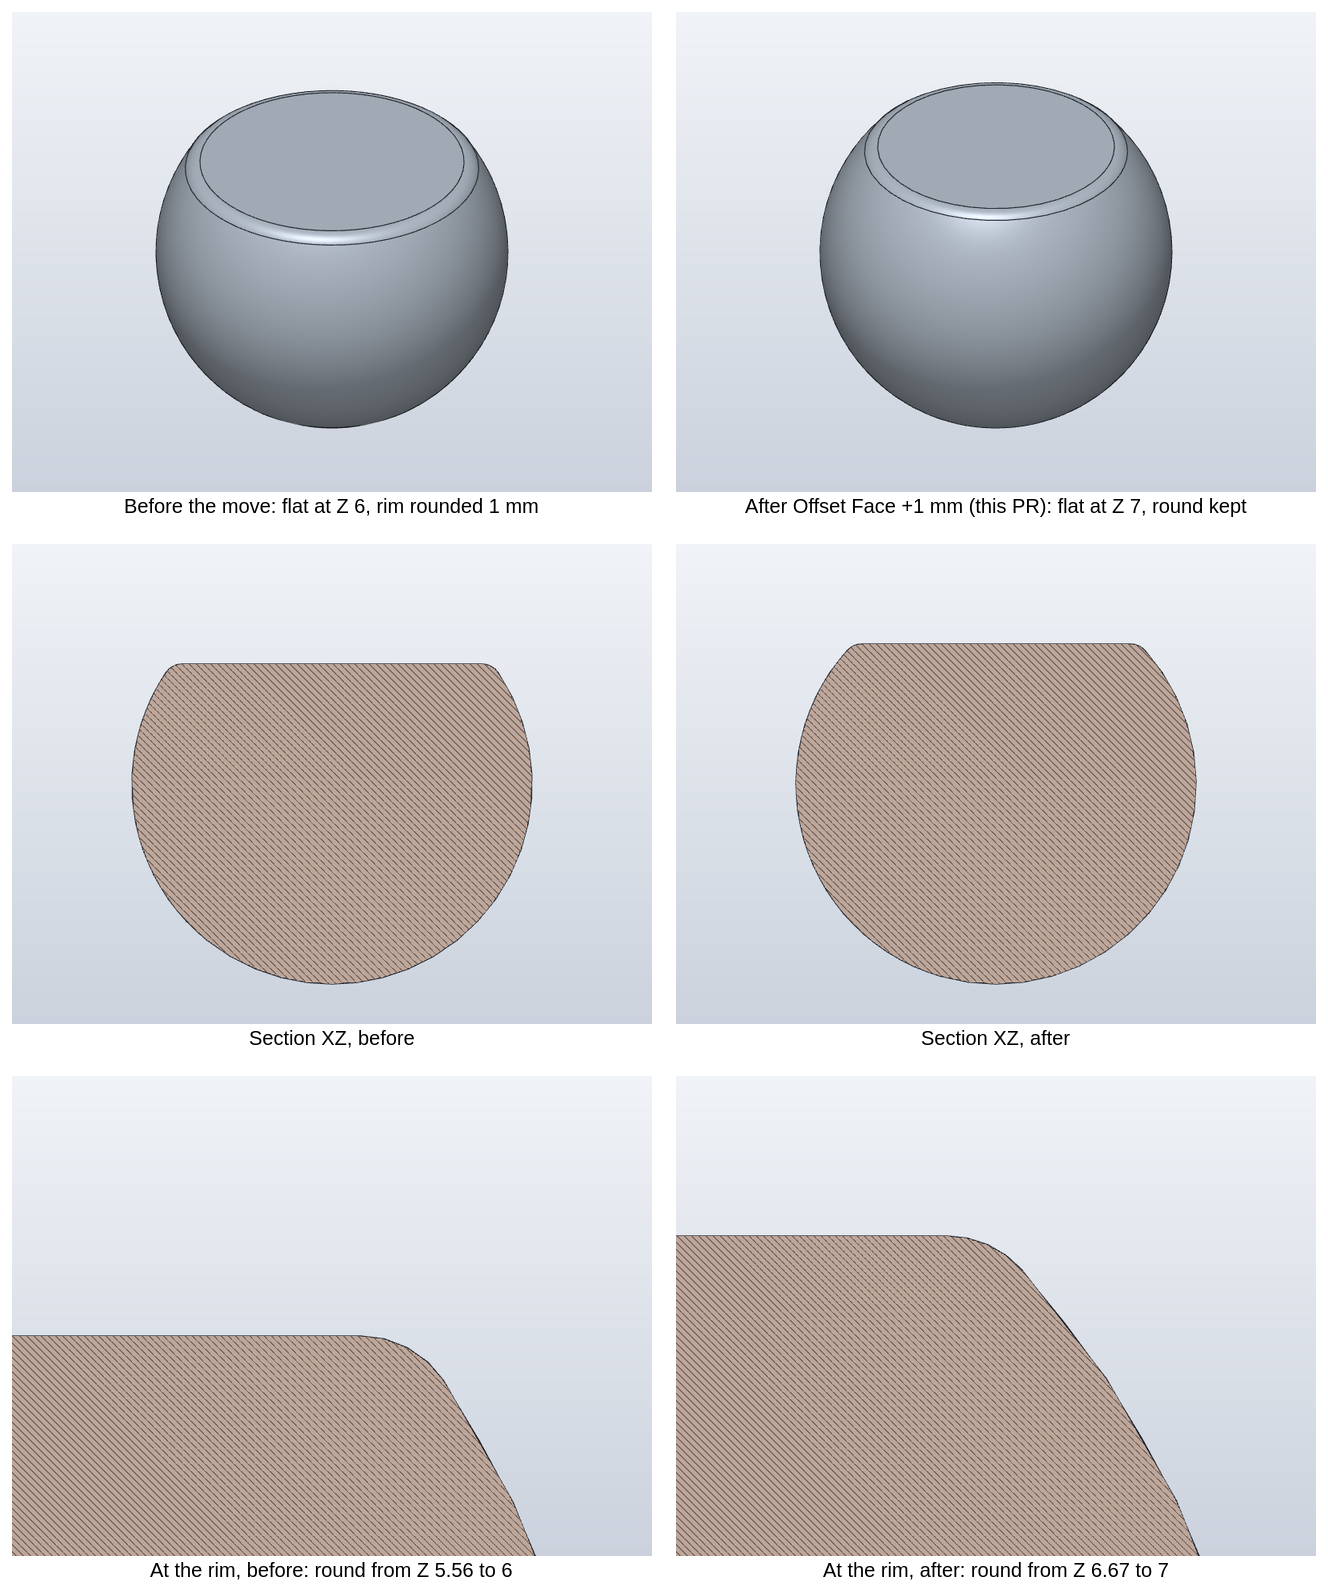 Before the move: flat at Z 6, rim rounded 1 mm
After Offset Face +1 mm (this PR): flat at Z 7, round kept
Section XZ, before
Section XZ, after
At the rim, before: round from Z 5.56 to 6
At the rim, after: round from Z 6.67 to 7